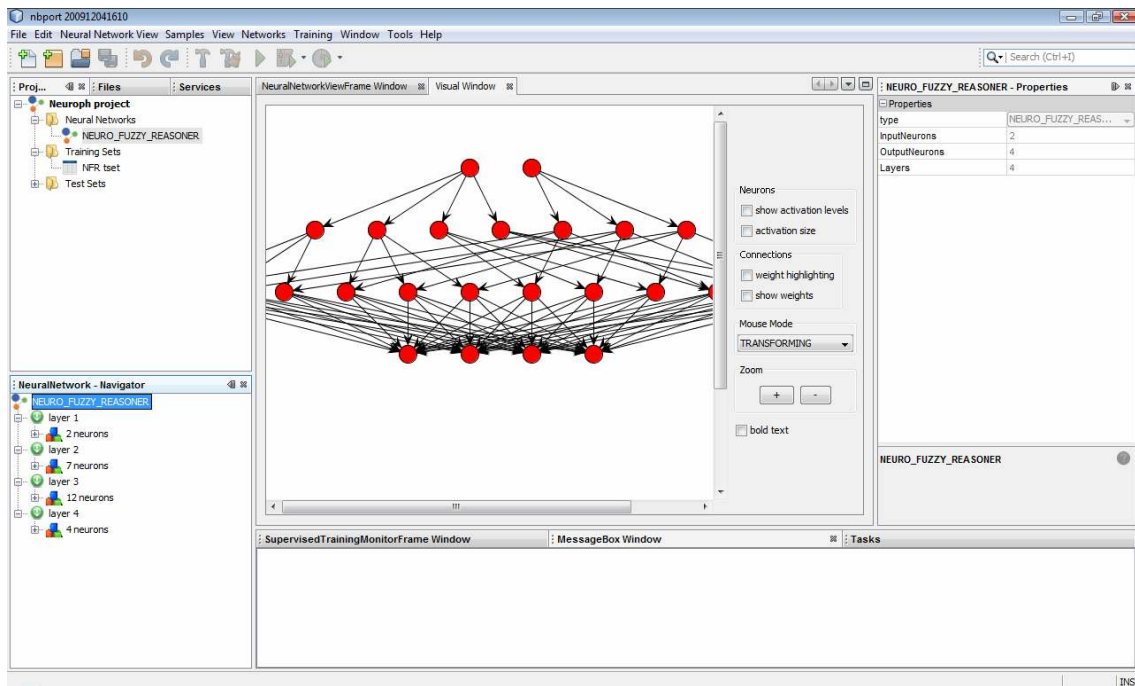 nbport 200912041610
File Edit Neural Network View Samples View Networks Training Window Tools Help
Search (Ctrl+I)
Proj... Files Services
Neuroph project
Neural Networks
NEURO_FUZZY_REASONER
Training Sets
NFR tset
Test Sets
NeuralNetwork - Navigator
NEURO_FUZZY_REASONER
layer 1
2 neurons
layer 2
7 neurons
layer 3
12 neurons
layer 4
4 neurons
NeuralNetworkViewFrame Window Visual Window
Neurons
show activation levels
activation size
Connections
weight highlighting
show weights
Mouse Mode
TRANSFORMING
Zoom
+ -
bold text
NEURO_FUZZY_REASONER - Properties
Properties
type NEURO_FUZZY_REAS...
InputNeurons 2
OutputNeurons 4
Layers 4
NEURO_FUZZY_REASONER
SupervisedTrainingMonitorFrame Window MessageBox Window Tasks
INS